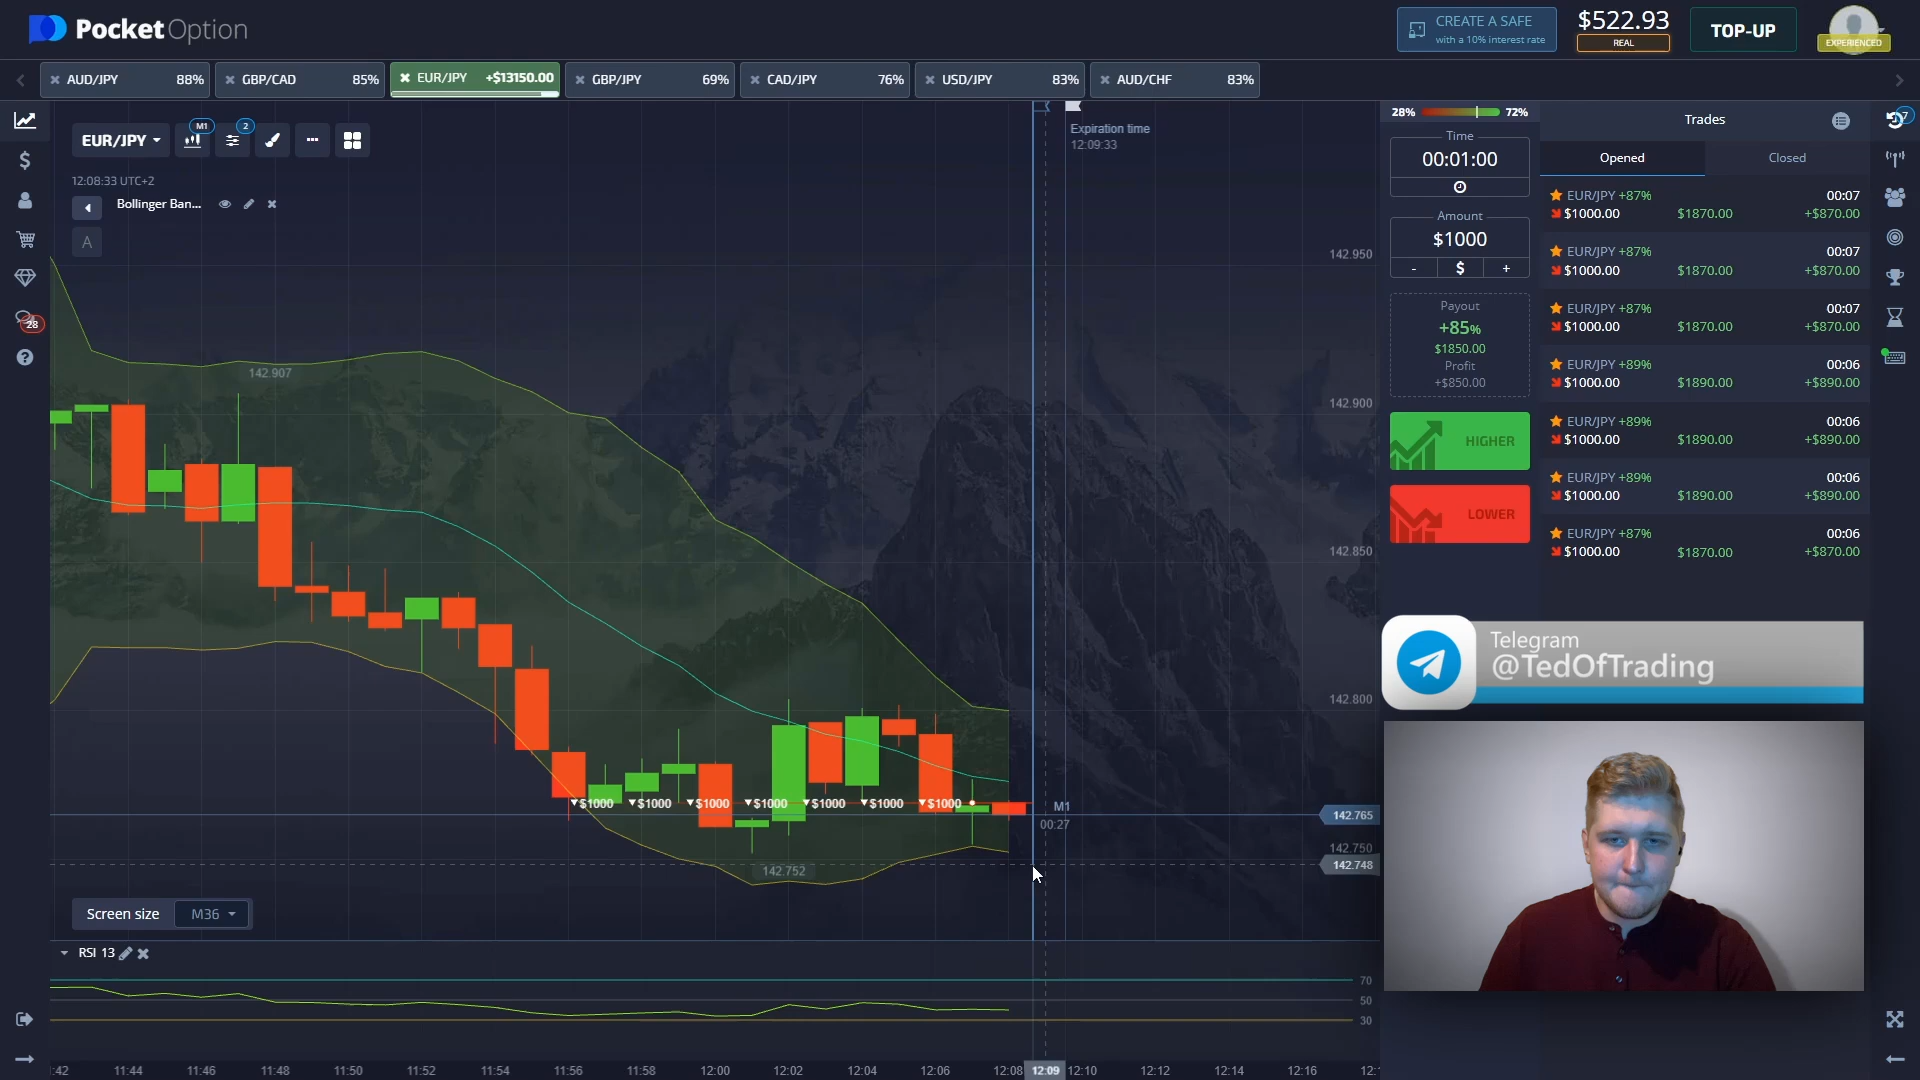 PocketOption
CREATE A SAFE
with a 10% interest rate
$522.93
REAL
TOP-UP
EXPERIENCED
AUD/JPY 88%
GBP/CAD 85%
EUR/JPY +$13150.00
GBP/JPY 69%
CAD/JPY 76%
USD/JPY 83%
AUD/CHF 83%
EUR/JPY
M1
2
12:08:33 UTC+2
Bollinger Ban...
A
28
Expiration time
12:09:33
142.907
142.752
142.950
142.900
142.850
142.800
142.765
142.750
142.748
$1000 $1000 $1000 $1000 $1000 $1000 $1000
M1
00:27
Screen size M36
RSI 13
70
50
30
:42 11:44 11:46 11:48 11:50 11:52 11:54 11:56 11:58 12:00 12:02 12:04 12:06 12:08 12:09 12:10 12:12 12:14 12:16 12:
28% 72%
Time
00:01:00
Amount
$1000
- $ +
Payout
+85%
$1850.00
Profit
+$850.00
HIGHER
LOWER
Trades
7
Opened Closed
EUR/JPY +87% 00:07
$1000.00 $1870.00 +$870.00
EUR/JPY +87% 00:07
$1000.00 $1870.00 +$870.00
EUR/JPY +87% 00:07
$1000.00 $1870.00 +$870.00
EUR/JPY +89% 00:06
$1000.00 $1890.00 +$890.00
EUR/JPY +89% 00:06
$1000.00 $1890.00 +$890.00
EUR/JPY +89% 00:06
$1000.00 $1890.00 +$890.00
EUR/JPY +87% 00:06
$1000.00 $1870.00 +$870.00
Telegram
@TedOfTrading